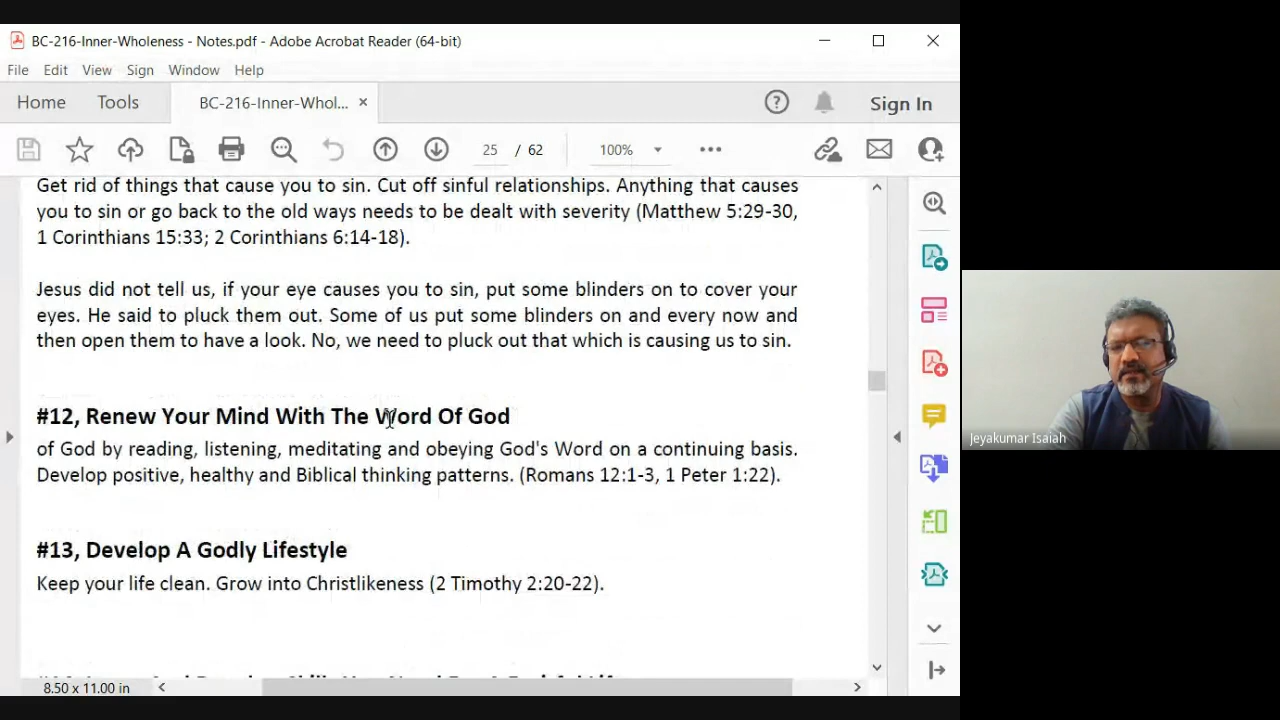 BC-216-Inner-Wholeness - Notes.pdf - Adobe Acrobat Reader (64-bit)
File Edit View Sign Window Help
Home Tools BC-216-Inner-Whol... Sign In
25 / 62 100%
Get rid of things that cause you to sin. Cut off sinful relationships. Anything that causes
you to sin or go back to the old ways needs to be dealt with severity (Matthew 5:29-30,
1 Corinthians 15:33; 2 Corinthians 6:14-18).
Jesus did not tell us, if your eye causes you to sin, put some blinders on to cover your
eyes. He said to pluck them out. Some of us put some blinders on and every now and
then open them to have a look. No, we need to pluck out that which is causing us to sin.
#12, Renew Your Mind With The Word Of God
of God by reading, listening, meditating and obeying God's Word on a continuing basis.
Develop positive, healthy and Biblical thinking patterns. (Romans 12:1-3, 1 Peter 1:22).
#13, Develop A Godly Lifestyle
Keep your life clean. Grow into Christlikeness (2 Timothy 2:20-22).
8.50 x 11.00 in
Jeyakumar Isaiah